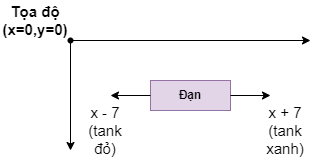 Tọa độ
(x=0,y=0)
Đạn
x - 7
(tank
đỏ)
x + 7
(tank
xanh)